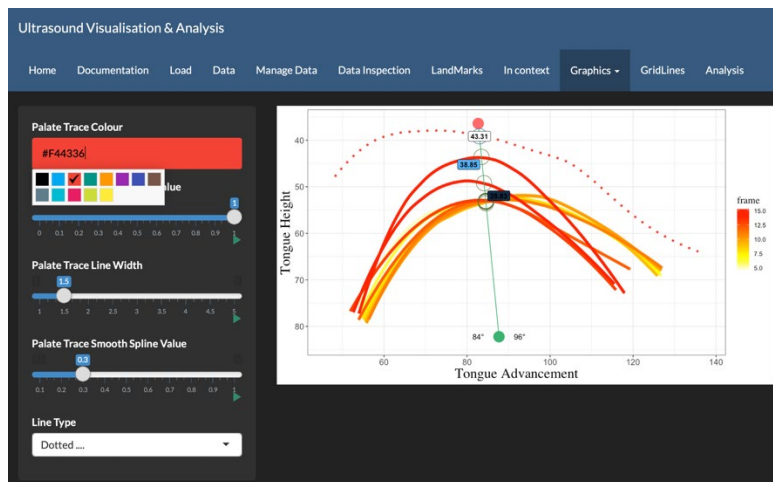 Ultrasound Visualisation & Analysis
Home Documentation Load Data Manage Data Data Inspection LandMarks In context Graphics GridLines Analysis
Palate Trace Colour
#F44336
alue
1
0 0.1 0.2 0.3 0.4 0.5 0.6 0.7 0.8 0.9 1
Palate Trace Line Width
1.5
1 1.5 2 2.5 3 3.5 4 4.5 5
Palate Trace Smooth Spline Value
0.3
0.1 0.2 0.3 0.4 0.5 0.6 0.7 0.8 0.9 1
Line Type
Dotted ....
Tongue Height
40
50
60
70
80
43.31
38.85
84° 96°
60 80 100 120 140
Tongue Advancement
frame
15.0
12.5
10.0
7.5
5.0